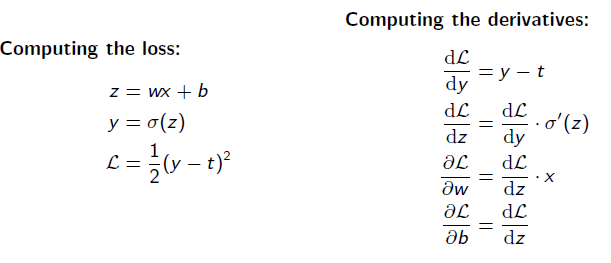 Computing the loss:
z = wx + b
y = σ(z)
ℒ = 1/2 (y − t)²
Computing the derivatives:
dℒ/dy = y − t
dℒ/dz = dℒ/dy · σ′(z)
∂ℒ/∂w = dℒ/dz · x
∂ℒ/∂b = dℒ/dz